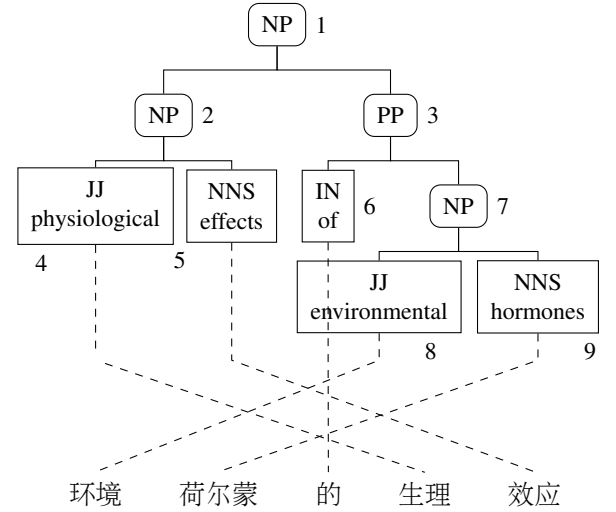 NP 1
NP 2
PP 3
JJ
physiological
NNS
effects
IN
of
6
NP 7
4
5
JJ
environmental
NNS
hormones
8
9
环境 荷尔蒙 的 生理 效应